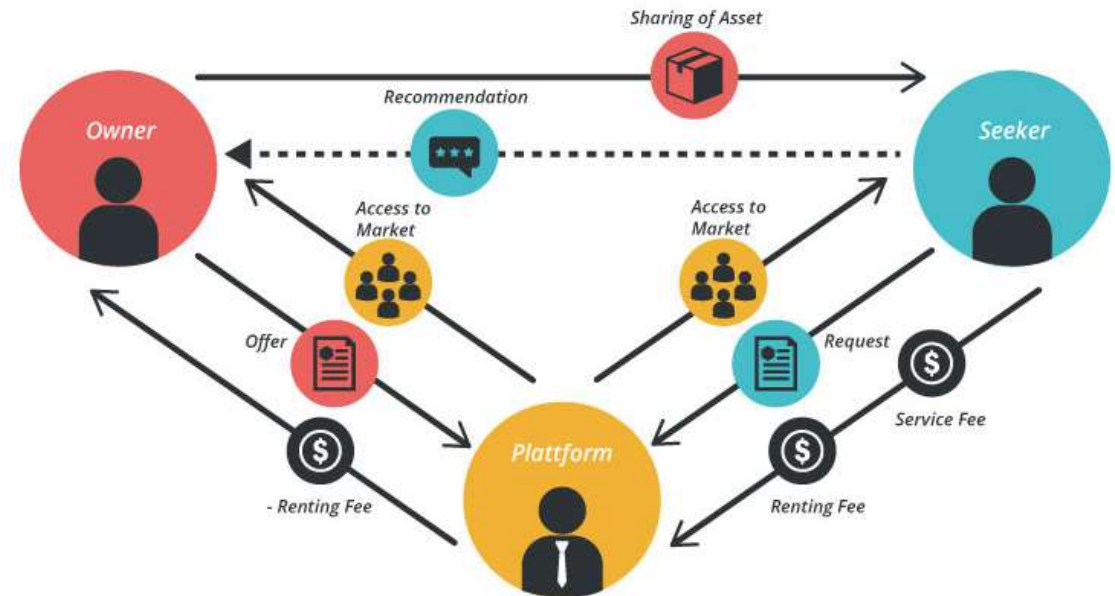 Sharing of Asset
Recommendation
Owner
Seeker
Access to
Market
Access to
Market
Offer
Request
Service Fee
Plattform
- Renting Fee
Renting Fee